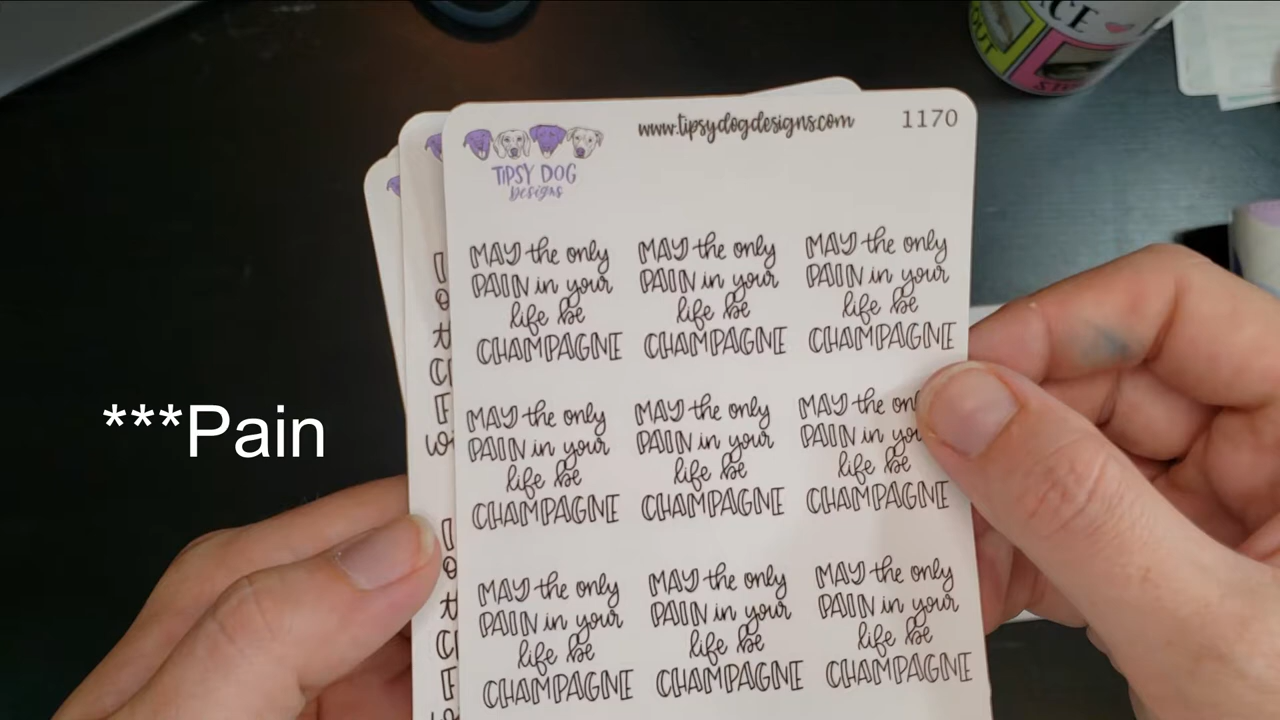 www.tipsydogdesigns.com 1170
TIPSY DOG
Designs
MAY the only MAY the only MAY the only
PAIN in your PAIN in your PAIN in your
life be life be life be
CHAMPAGNE CHAMPAGNE CHAMPAGNE
***Pain
MAY the only MAY the only MAY the
PAIN in your PAIN in your PAIN in
life be life be life be
CHAMPAGNE CHAMPAGNE CHAMPAGNE
MAY the only MAY the only MAY the only
PAIN in your PAIN in your PAIN in your
life be life be life be
CHAMPAGNE CHAMPAGNE CHAMPAGNE